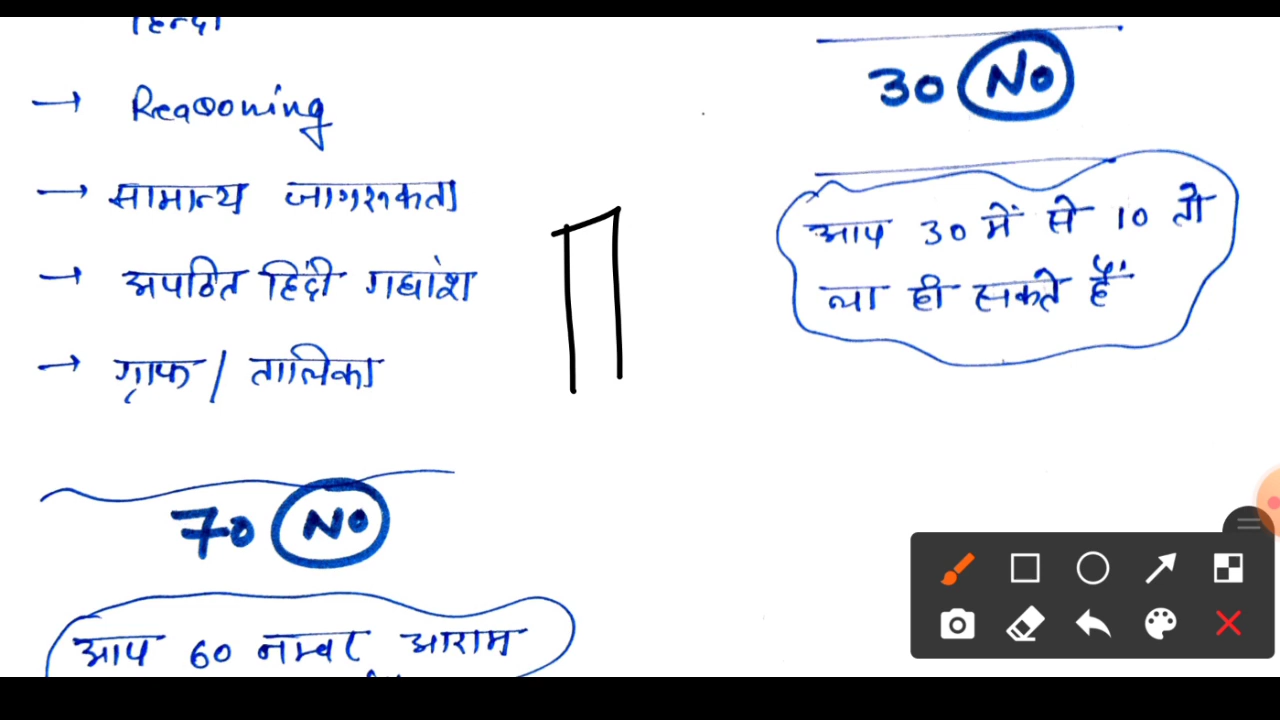 हिन्दी
→ Reasoning
→ सामान्य जागरुकता
→ अपठित हिंदी गद्यांश
→ ग्राफ / तालिका
70 No
आप 60 नम्बर आराम
30 No
आप 30 में से 10 तो
ला ही सकते हैं